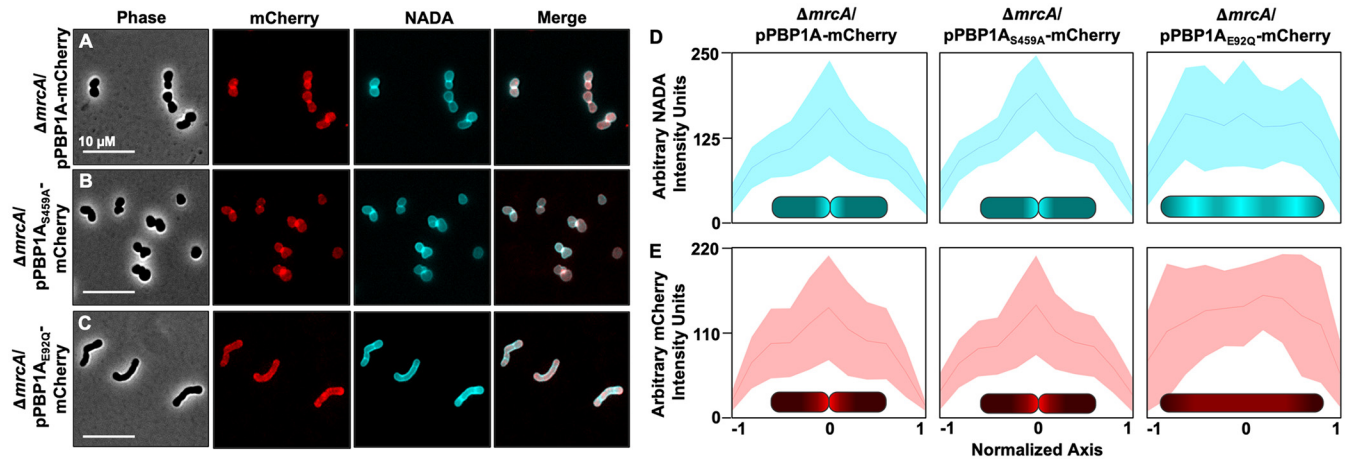 Phase mCherry NADA Merge
A
ΔmrcA/
pPBP1A-mCherry
10 µM
B
ΔmrcA/
pPBP1AS459A-
mCherry
C
ΔmrcA/
pPBP1AE92Q-
mCherry
D
ΔmrcA/
pPBP1A-mCherry
ΔmrcA/
pPBP1AS459A-mCherry
ΔmrcA/
pPBP1AE92Q-mCherry
Arbitrary NADA
Intensity Units
250
125
0
E
Arbitrary mCherry
Intensity Units
220
110
0
-1 0 1 -1 0 1 -1 0 1
Normalized Axis